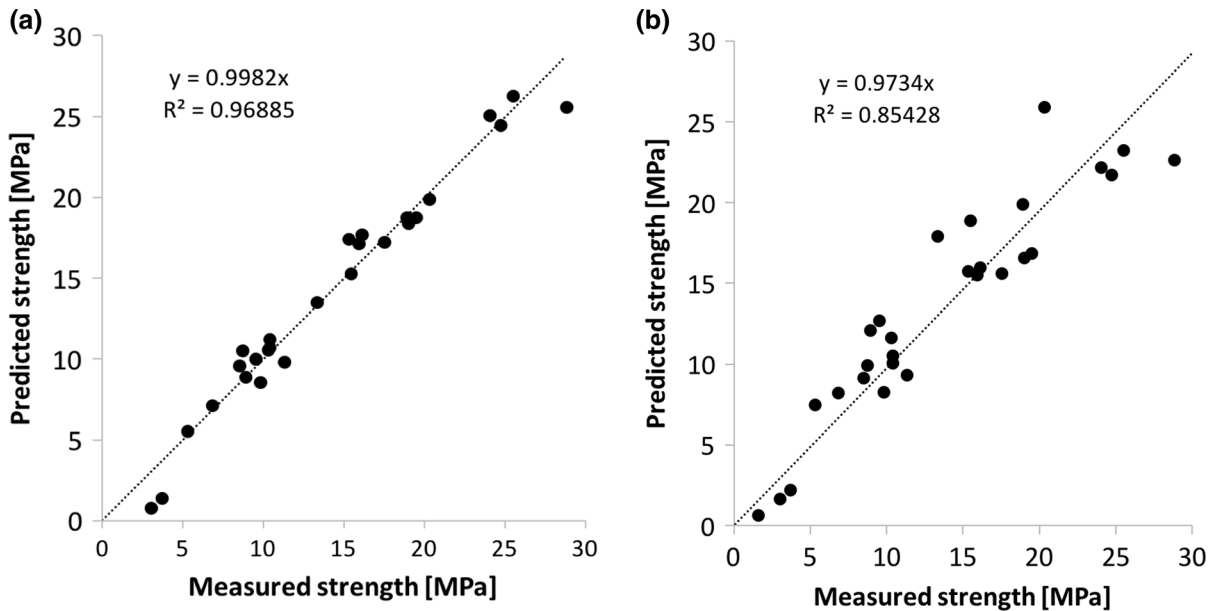 (a)
30
25
20
15
10
5
0
y = 0.9982x
R² = 0.96885
Predicted strength [MPa]
0 5 10 15 20 25 30
Measured strength [MPa]
(b)
30
25
20
15
10
5
0
y = 0.9734x
R² = 0.85428
Predicted strength [MPa]
0 5 10 15 20 25 30
Measured strength [MPa]